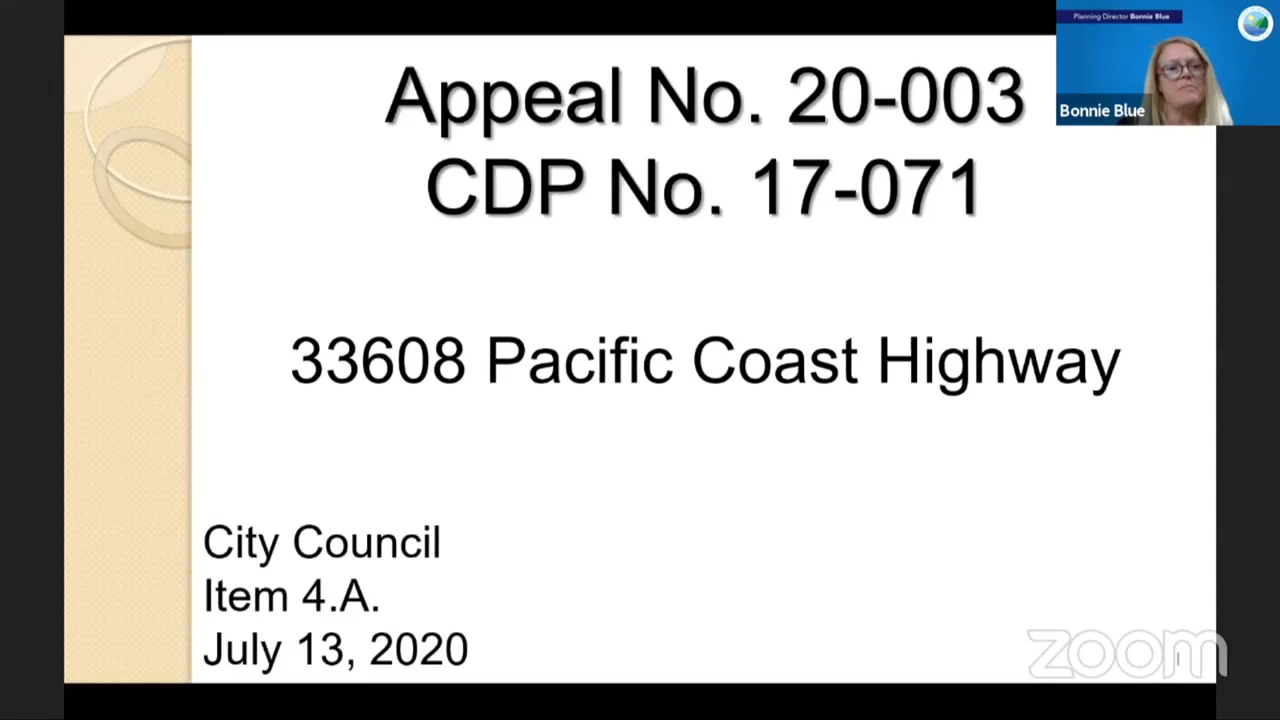 Appeal No. 20-003
CDP No. 17-071
33608 Pacific Coast Highway
City Council
Item 4.A.
July 13, 2020
Planning Director Bonnie Blue
Bonnie Blue
zoom